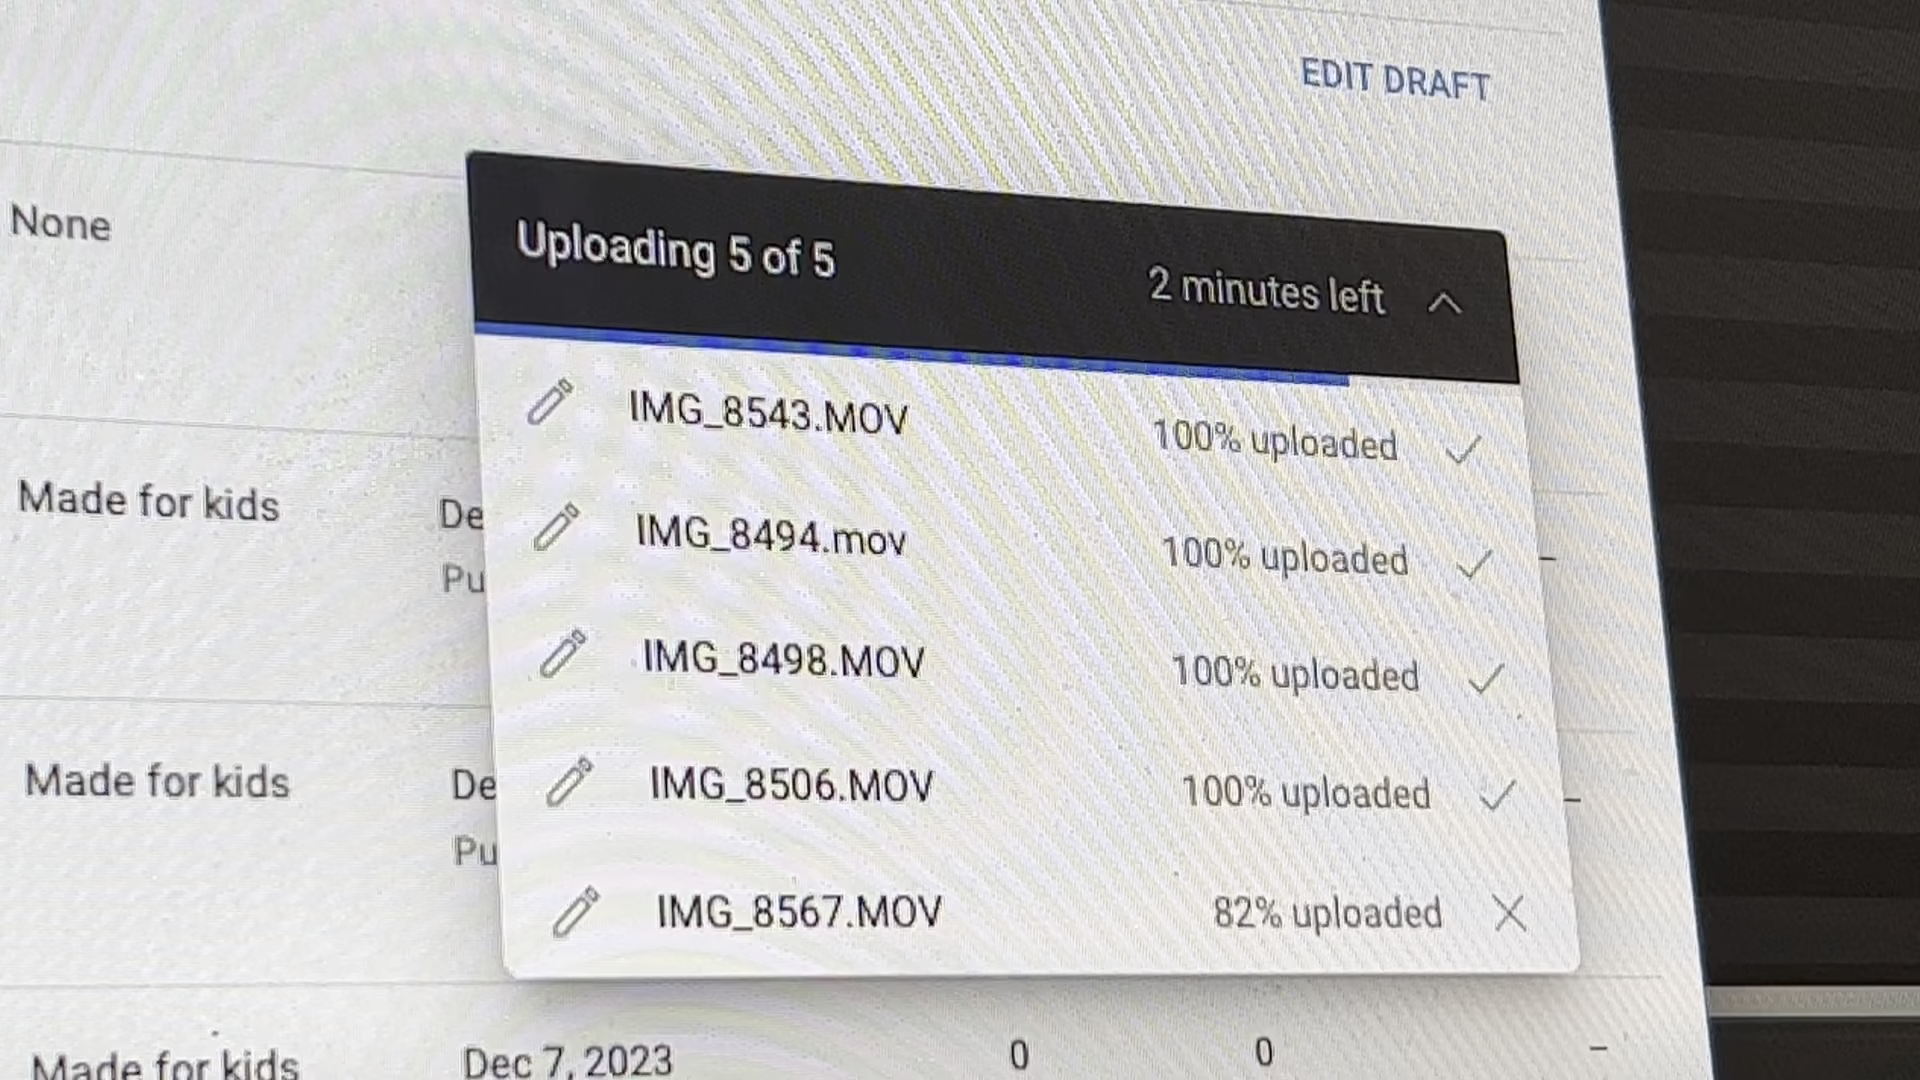 EDIT DRAFT
None
Uploading 5 of 5
2 minutes left
IMG_8543.MOV
100% uploaded
Made for kids
De
Pu
IMG_8494.mov
100% uploaded
–
IMG_8498.MOV
100% uploaded
Made for kids
De
Pu
IMG_8506.MOV
100% uploaded
–
IMG_8567.MOV
82% uploaded
Made for kids
Dec 7, 2023
0
0
–